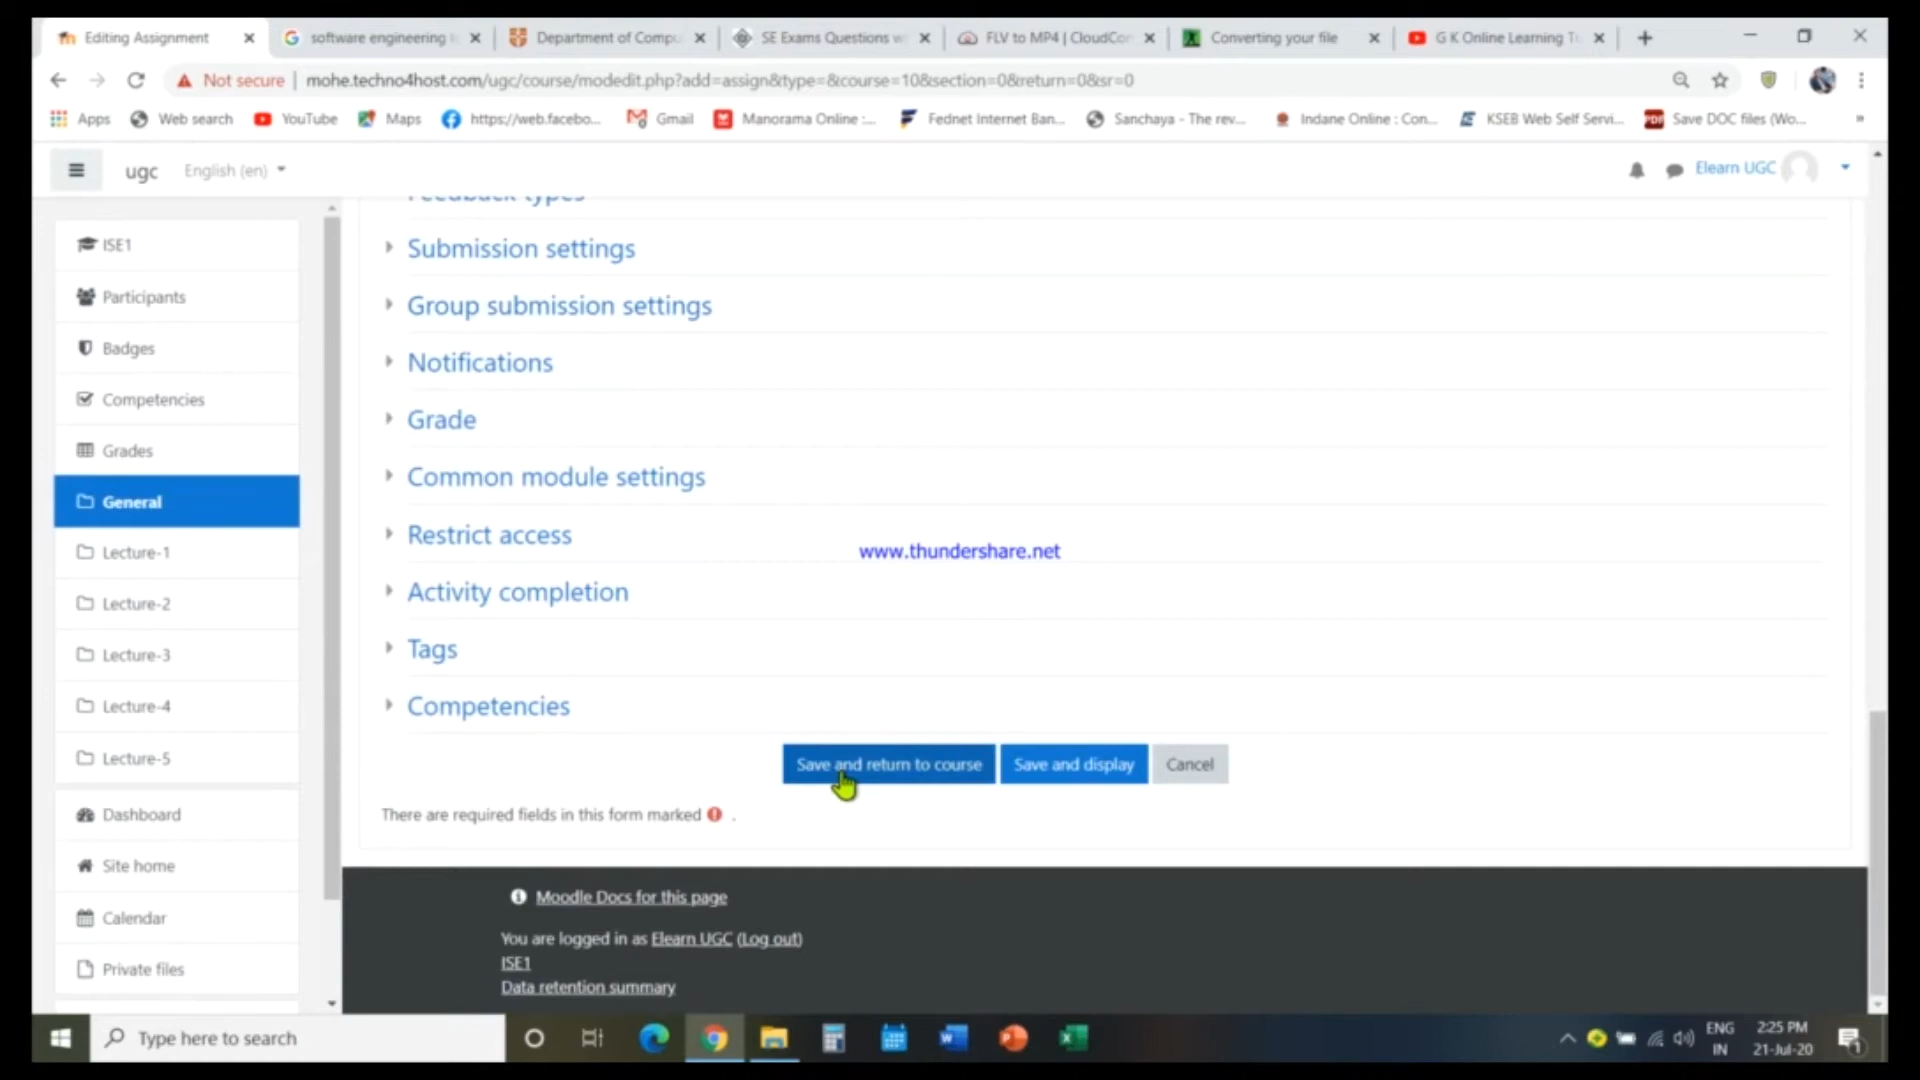 Editing Assignment
software engineering
Department of Compu
SE Exams Questions w
FLV to MP4 | CloudCon
Converting your file
G K Online Learning T
Not secure
mohe.techno4host.com/ugc/course/modedit.php?add=assign&type=&course=10&section=0&return=0&sr=0
Apps
Web search
YouTube
Maps
https://web.facebo...
Gmail
Manorama Online :...
Fednet Internet Ban...
Sanchaya - The rev...
Indane Online : Con...
KSEB Web Self Servi...
PDF
Save DOC files (Wo...
»
ugc
English (en)
Elearn UGC
ISE1
Participants
Badges
Competencies
Grades
General
Lecture-1
Lecture-2
Lecture-3
Lecture-4
Lecture-5
Dashboard
Site home
Calendar
Private files
Feedback types
Submission settings
Group submission settings
Notifications
Grade
Common module settings
Restrict access
www.thundershare.net
Activity completion
Tags
Competencies
Save and return to course
Save and display
Cancel
There are required fields in this form marked .
Moodle Docs for this page
You are logged in as Elearn UGC (Log out)
ISE1
Data retention summary
Type here to search
ENG
IN
2:25 PM
21-Jul-20
1